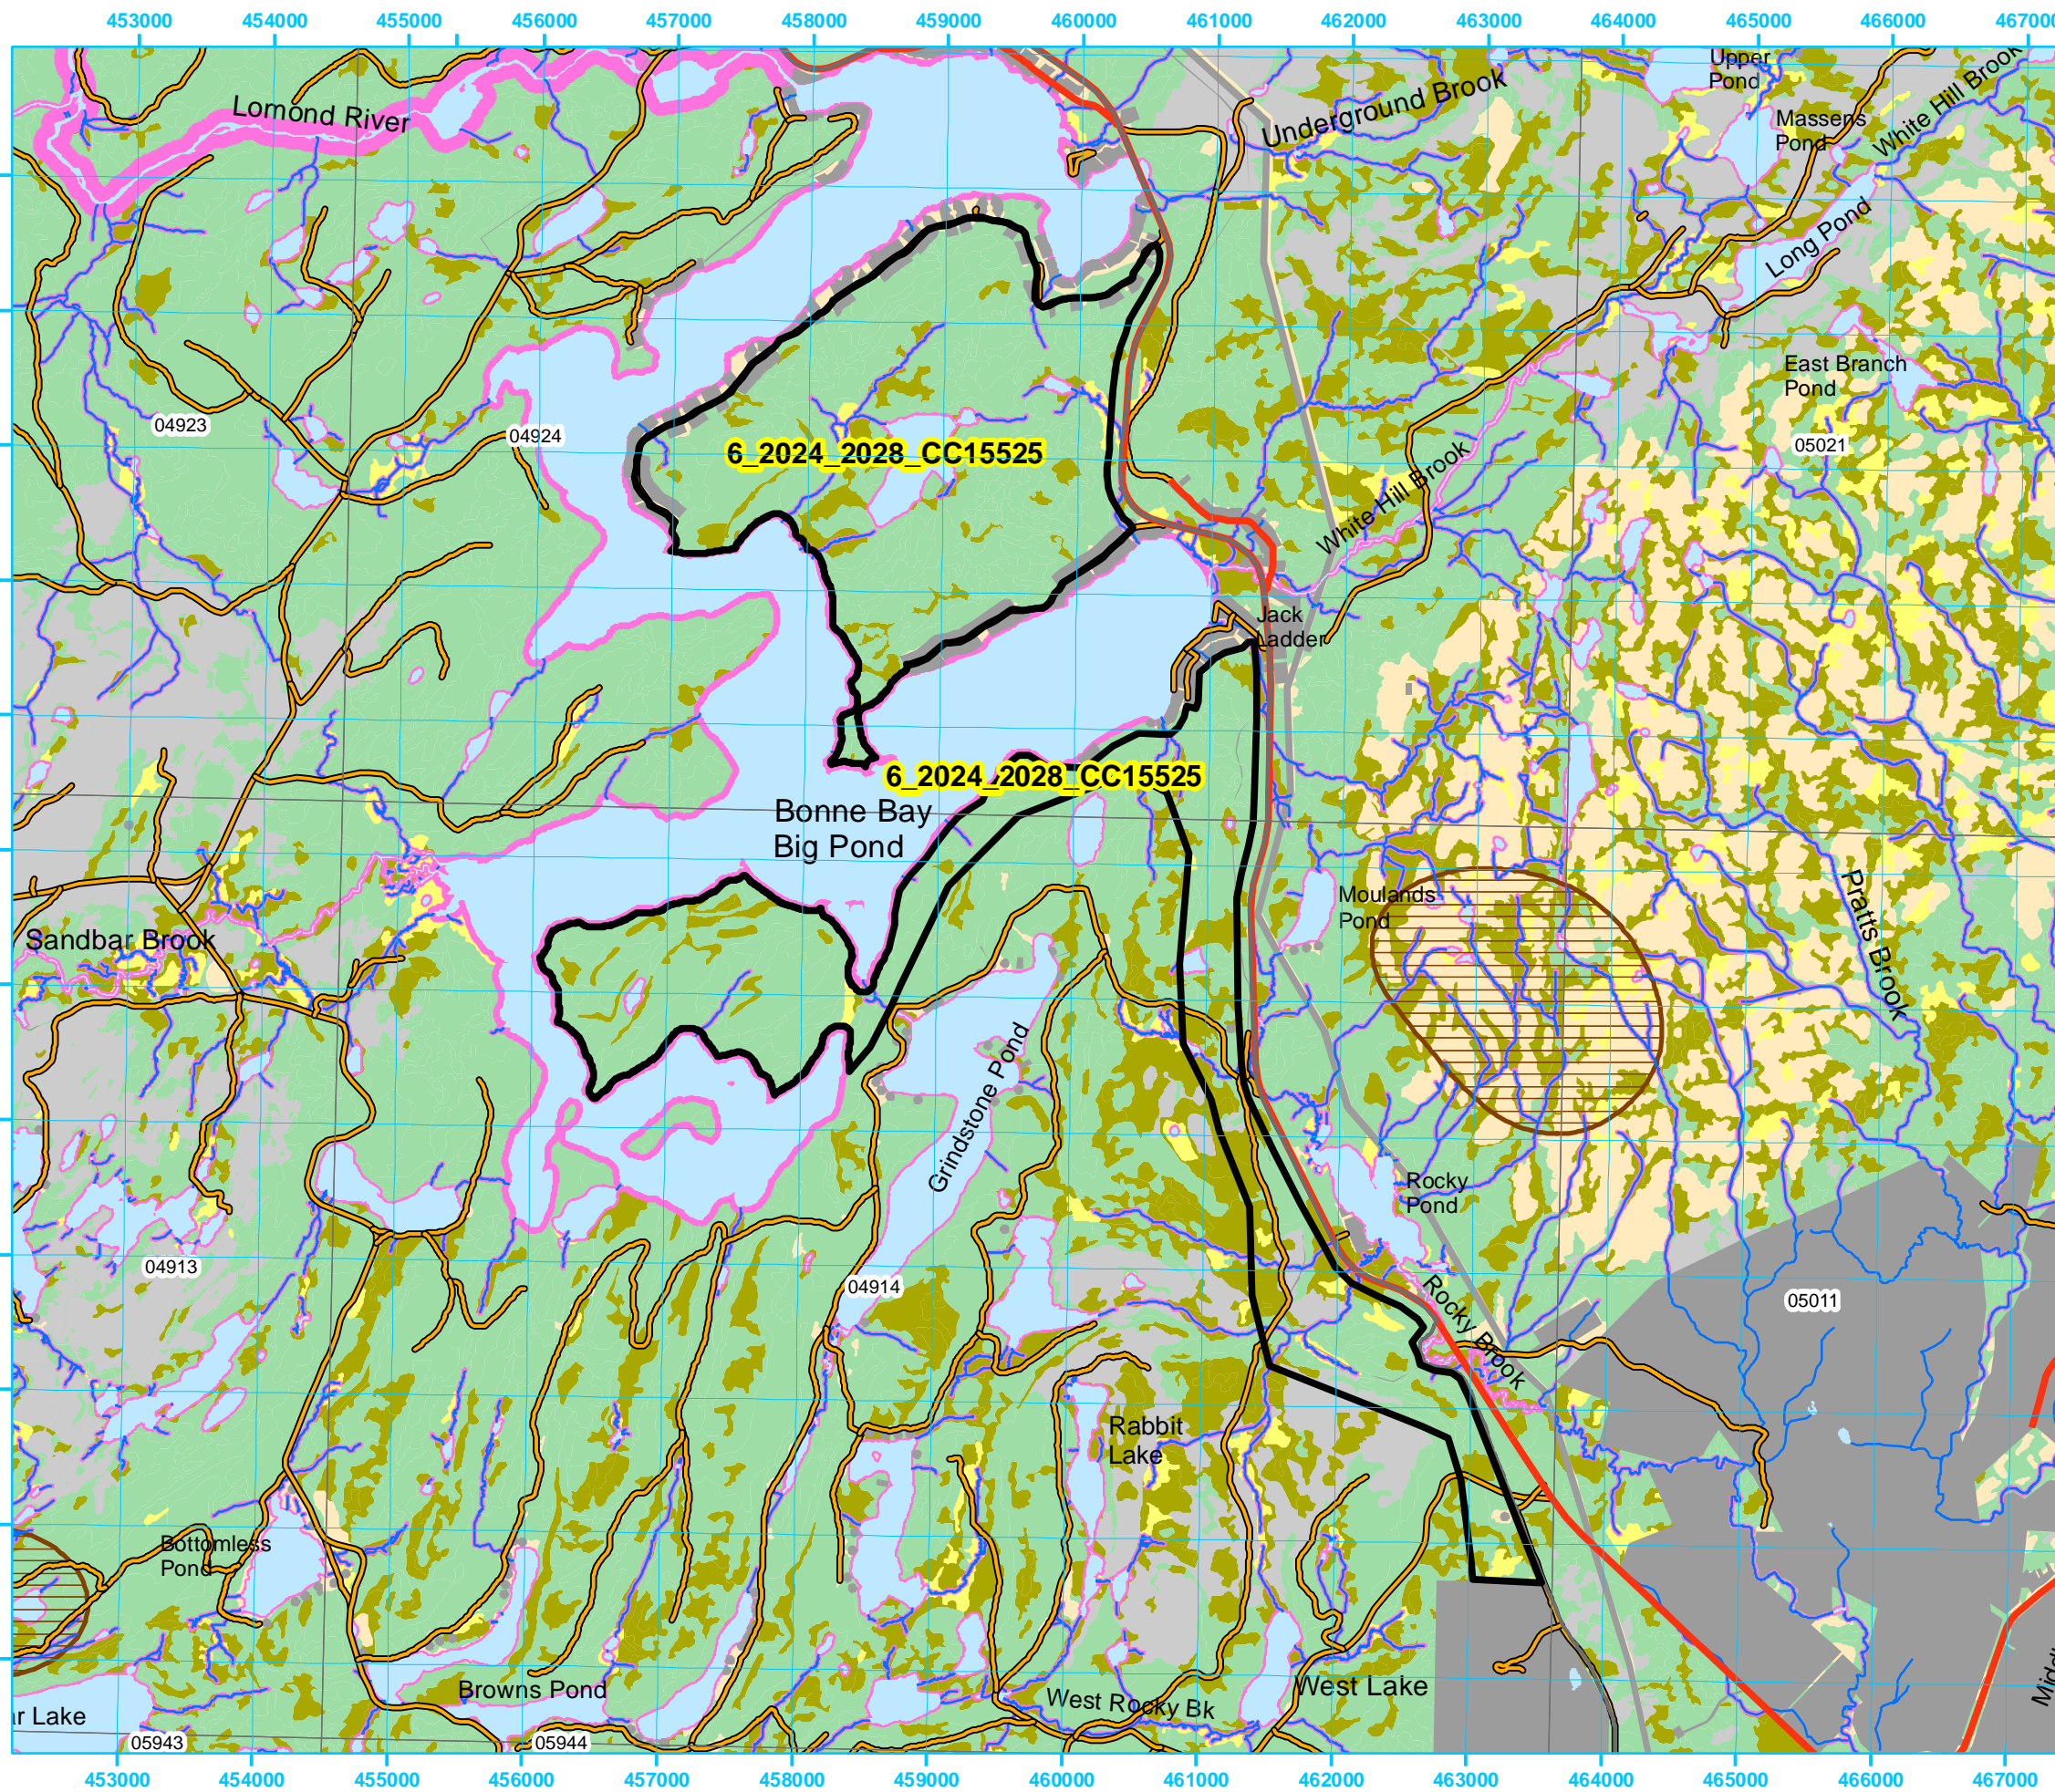 453000 454000 455000 456000 457000 458000 459000 460000 461000 462000 463000 464000 465000 466000 467000
Upper
Pond
Lomond River
Underground Brook
Massens
Pond
White Hill Brook
Long Pond
East Branch
Pond
04923
04924
05021
6_2024_2028_CC15525
White Hill Brook
Jack
Ladder
6_2024_2028_CC15525
Bonne Bay
Big Pond
Moulands
Pond
Sandbar Brook
Pratts Brook
Grindstone Pond
Rocky
Pond
04913
04914
Rocky Brook
05011
Rabbit
Lake
Bottomless
Pond
Browns Pond
West Rocky Bk
West Lake
ar Lake
05943
05944
453000 454000 455000 456000 457000 458000 459000 460000 461000 462000 463000 464000 465000 466000 467000